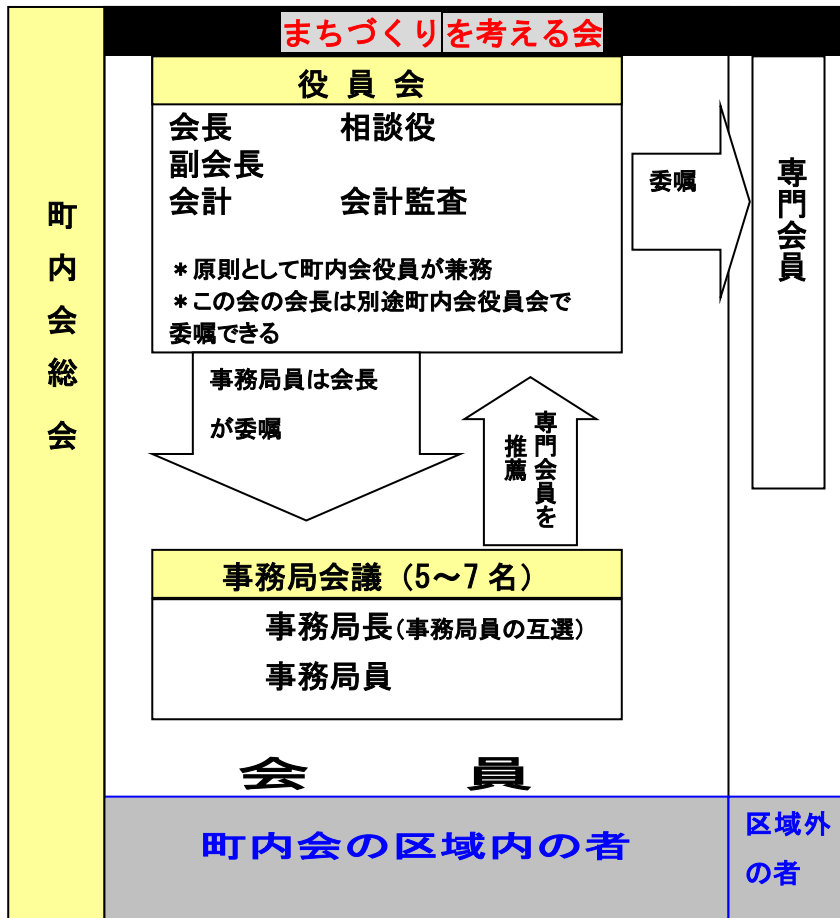 まちづくりを考える会
町内会総会
役員会
会長 相談役
副会長
会計 会計監査
*原則として町内会役員が兼務
*この会の会長は別途町内会役員会で
委嘱できる
委嘱
専門会員
事務局員は会長
が委嘱
専門会員を
推薦
事務局会議(5~7名)
事務局長(事務局員の互選)
事務局員
会員
町内会の区域内の者
区域外
の者